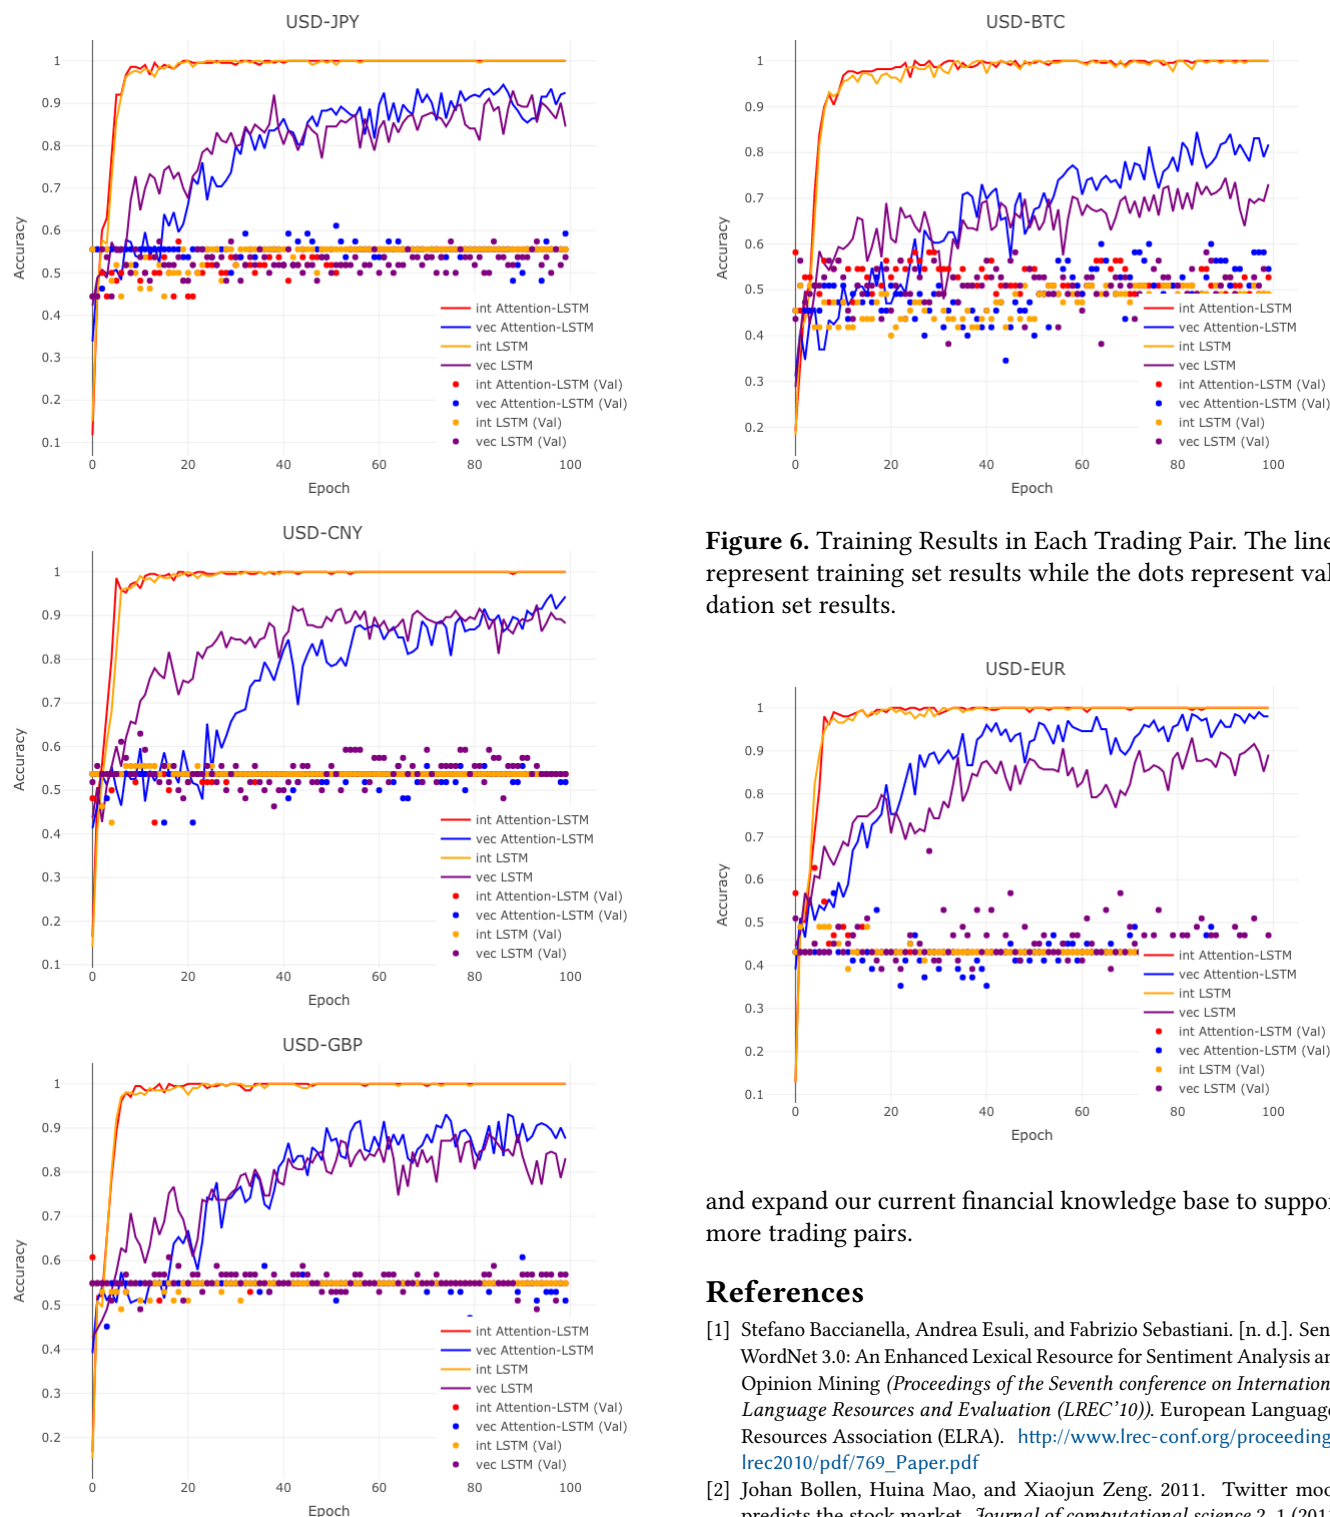 USD-JPY
1
0.9
0.8
0.7
0.6
0.5
0.4
0.3
0.2
0.1
Accuracy
int Attention-LSTM
vec Attention-LSTM
int LSTM
vec LSTM
int Attention-LSTM (Val)
vec Attention-LSTM (Val)
int LSTM (Val)
vec LSTM (Val)
0 20 40 60 80 100
Epoch
USD-CNY
1
0.9
0.8
0.7
0.6
0.5
0.4
0.3
0.2
0.1
Accuracy
int Attention-LSTM
vec Attention-LSTM
int LSTM
vec LSTM
int Attention-LSTM (Val)
vec Attention-LSTM (Val)
int LSTM (Val)
vec LSTM (Val)
0 20 40 60 80 100
Epoch
USD-GBP
1
0.9
0.8
0.7
0.6
0.5
0.4
0.3
0.2
Accuracy
int Attention-LSTM
vec Attention-LSTM
int LSTM
vec LSTM
int Attention-LSTM (Val)
vec Attention-LSTM (Val)
int LSTM (Val)
vec LSTM (Val)
0 20 40 60 80 100
Epoch
USD-BTC
1
0.9
0.8
0.7
0.6
0.5
0.4
0.3
0.2
Accuracy
int Attention-LSTM
vec Attention-LSTM
int LSTM
vec LSTM
int Attention-LSTM (Val)
vec Attention-LSTM (Val)
int LSTM (Val)
vec LSTM (Val)
0 20 40 60 80 100
Epoch
Figure 6. Training Results in Each Trading Pair. The line
represent training set results while the dots represent val
dation set results.
USD-EUR
1
0.9
0.8
0.7
0.6
0.5
0.4
0.3
0.2
0.1
Accuracy
int Attention-LSTM
vec Attention-LSTM
int LSTM
vec LSTM
int Attention-LSTM (Val)
vec Attention-LSTM (Val)
int LSTM (Val)
vec LSTM (Val)
0 20 40 60 80 100
Epoch
and expand our current financial knowledge base to suppor
more trading pairs.
References
[1] Stefano Baccianella, Andrea Esuli, and Fabrizio Sebastiani. [n. d.]. Sen
WordNet 3.0: An Enhanced Lexical Resource for Sentiment Analysis an
Opinion Mining (Proceedings of the Seventh conference on Internation
Language Resources and Evaluation (LREC'10)). European Language
Resources Association (ELRA). http://www.lrec-conf.org/proceeding
lrec2010/pdf/769_Paper.pdf
[2] Johan Bollen, Huina Mao, and Xiaojun Zeng. 2011. Twitter moo
predicts the stock market. Journal of computational science 2, 1 (2011